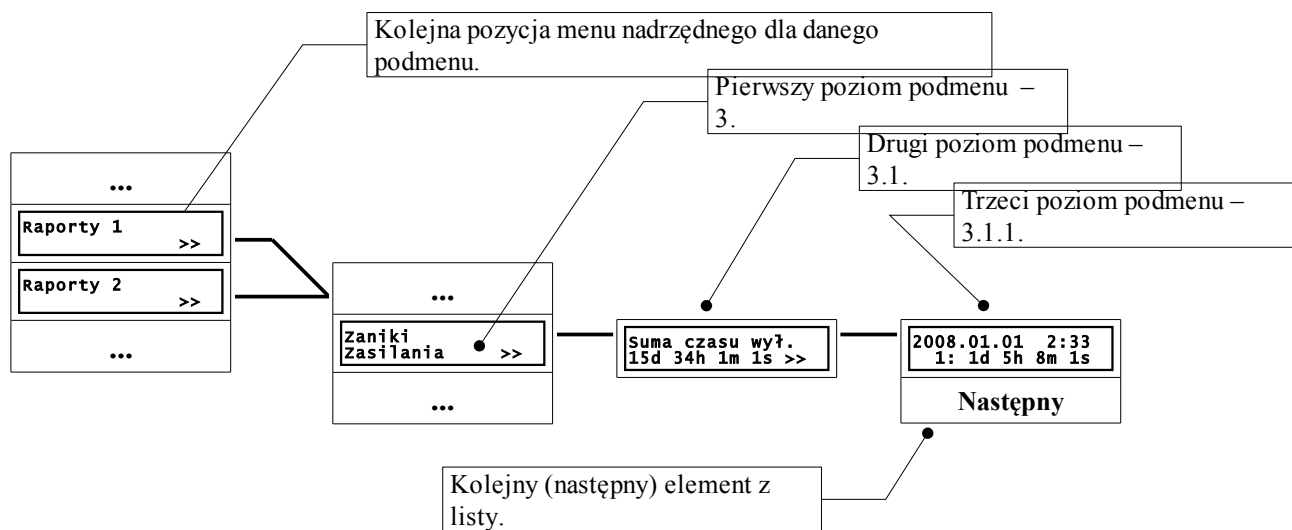 Kolejna pozycja menu nadrzędnego dla danego
podmenu.
Pierwszy poziom podmenu –
3.
Drugi poziom podmenu –
3.1.
Trzeci poziom podmenu –
3.1.1.
...
Raporty 1
>>
Raporty 2
>>
...
...
Zaniki
Zasilania >>
...
Suma czasu wył.
15d 34h 1m 1s >>
2008.01.01 2:33
1: 1d 5h 8m 1s
Następny
Kolejny (następny) element z
listy.